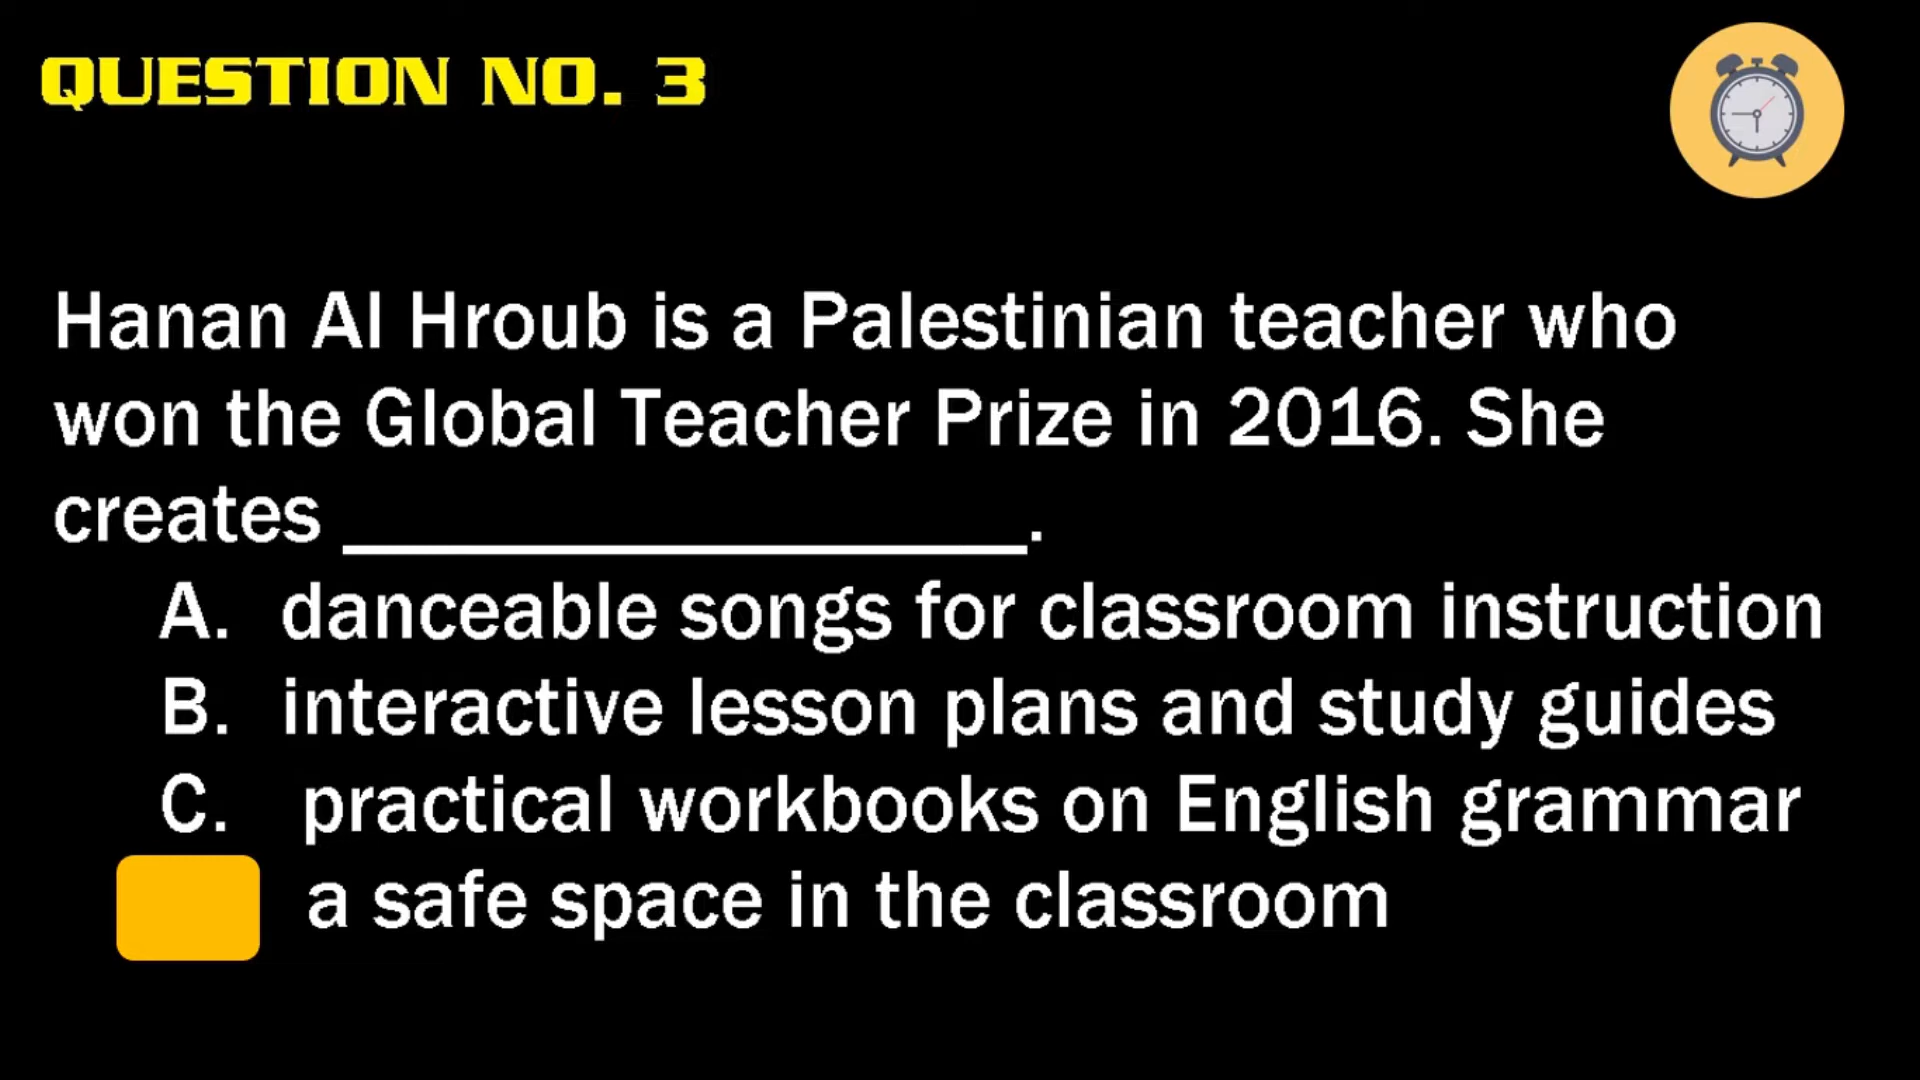 QUESTION NO. 3
Hanan Al Hroub is a Palestinian teacher who
won the Global Teacher Prize in 2016. She
creates ___________________.
A. danceable songs for classroom instruction
B. interactive lesson plans and study guides
C. practical workbooks on English grammar
a safe space in the classroom